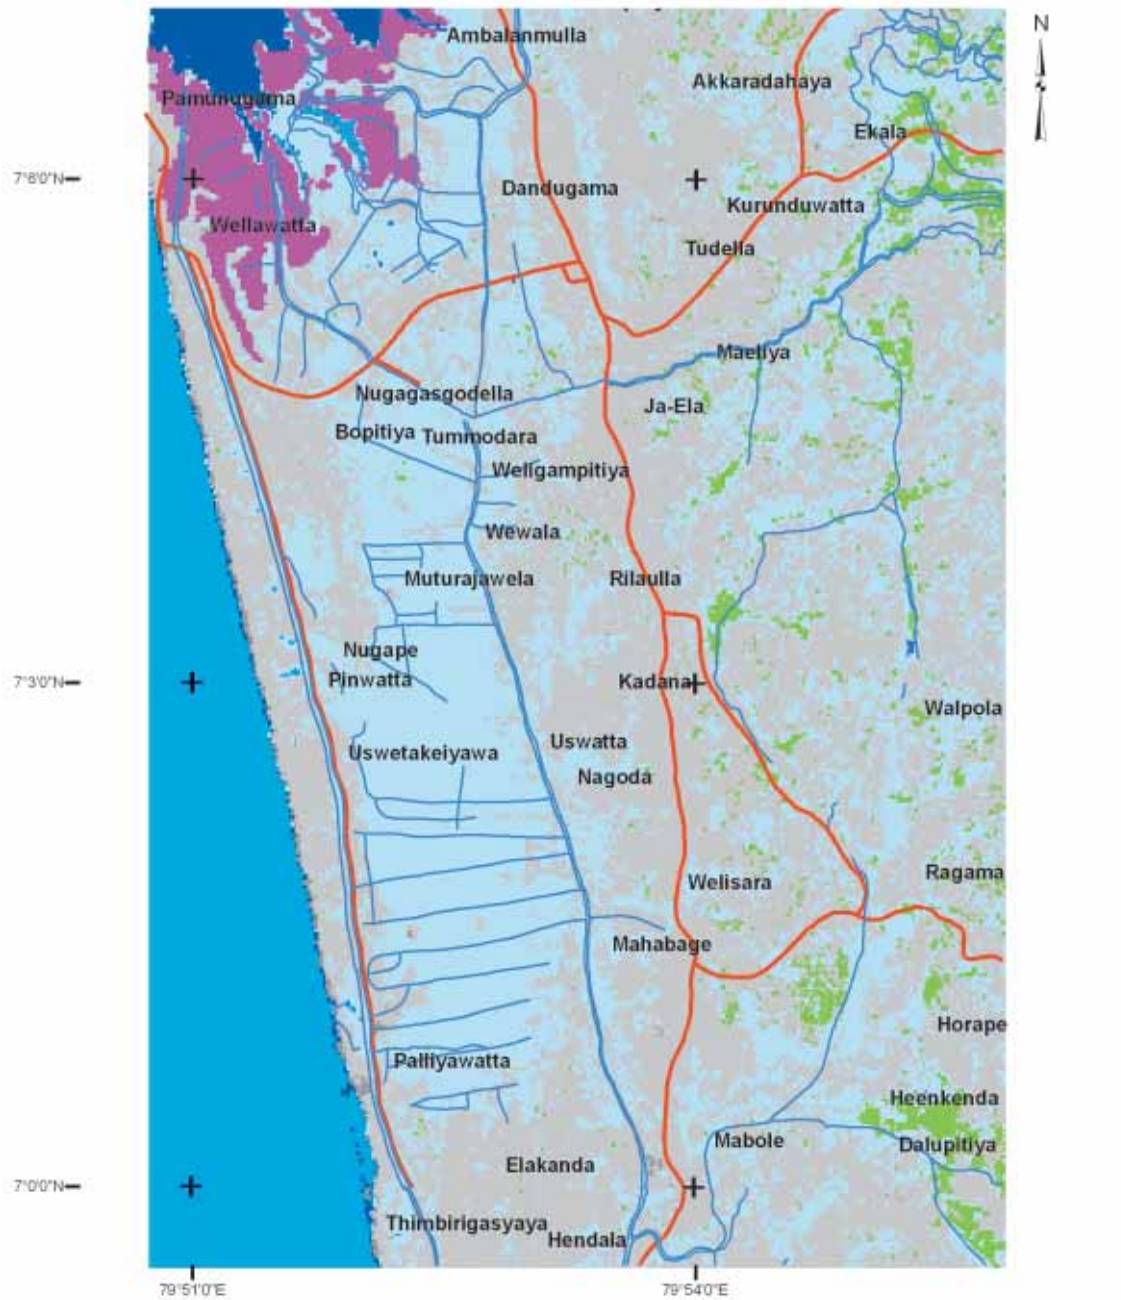 N
Ambalanmulla
Akkaradahaya
Pamunugama
Ekala
7°6'0"N
Dandugama
Kurunduwatta
Wellawatta
Tudella
Maeliya
Nugagasgodella
Ja-Ela
Bopitiya Tummodara
Weligampitiya
Wewala
Muturajawela
Rilaulla
Nugape
7°3'0"N
Pinwatta
Kadana
Walpola
Uswatta
Uswetakeiyawa
Nagoda
Ragama
Welisara
Mahabage
Horape
Palliyawatta
Heenkenda
Mabole
Dalupitiya
Elakanda
7°0'0"N
Thimbirigasyaya
Hendala
79°51'0"E
79°54'0"E